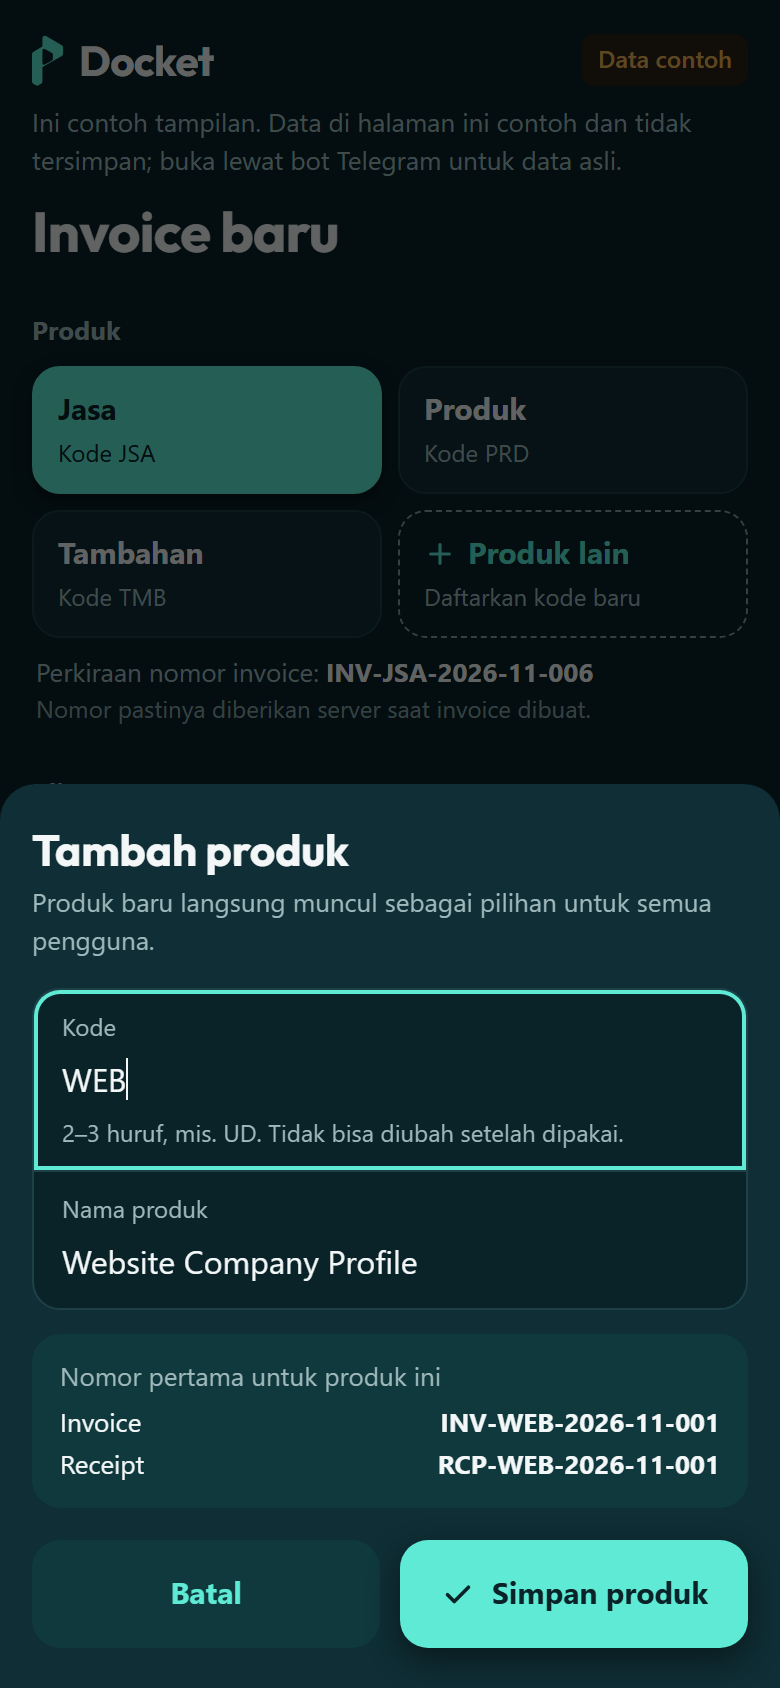 Docket
Data contoh
Ini contoh tampilan. Data di halaman ini contoh dan tidak
tersimpan; buka lewat bot Telegram untuk data asli.
Invoice baru
Produk
Jasa
Kode JSA
Produk
Kode PRD
Tambahan
Kode TMB
+ Produk lain
Daftarkan kode baru
Perkiraan nomor invoice: INV-JSA-2026-11-006
Nomor pastinya diberikan server saat invoice dibuat.
Tambah produk
Produk baru langsung muncul sebagai pilihan untuk semua
pengguna.
Kode
WEB
2–3 huruf, mis. UD. Tidak bisa diubah setelah dipakai.
Nama produk
Website Company Profile
Nomor pertama untuk produk ini
Invoice INV-WEB-2026-11-001
Receipt RCP-WEB-2026-11-001
Batal
Simpan produk